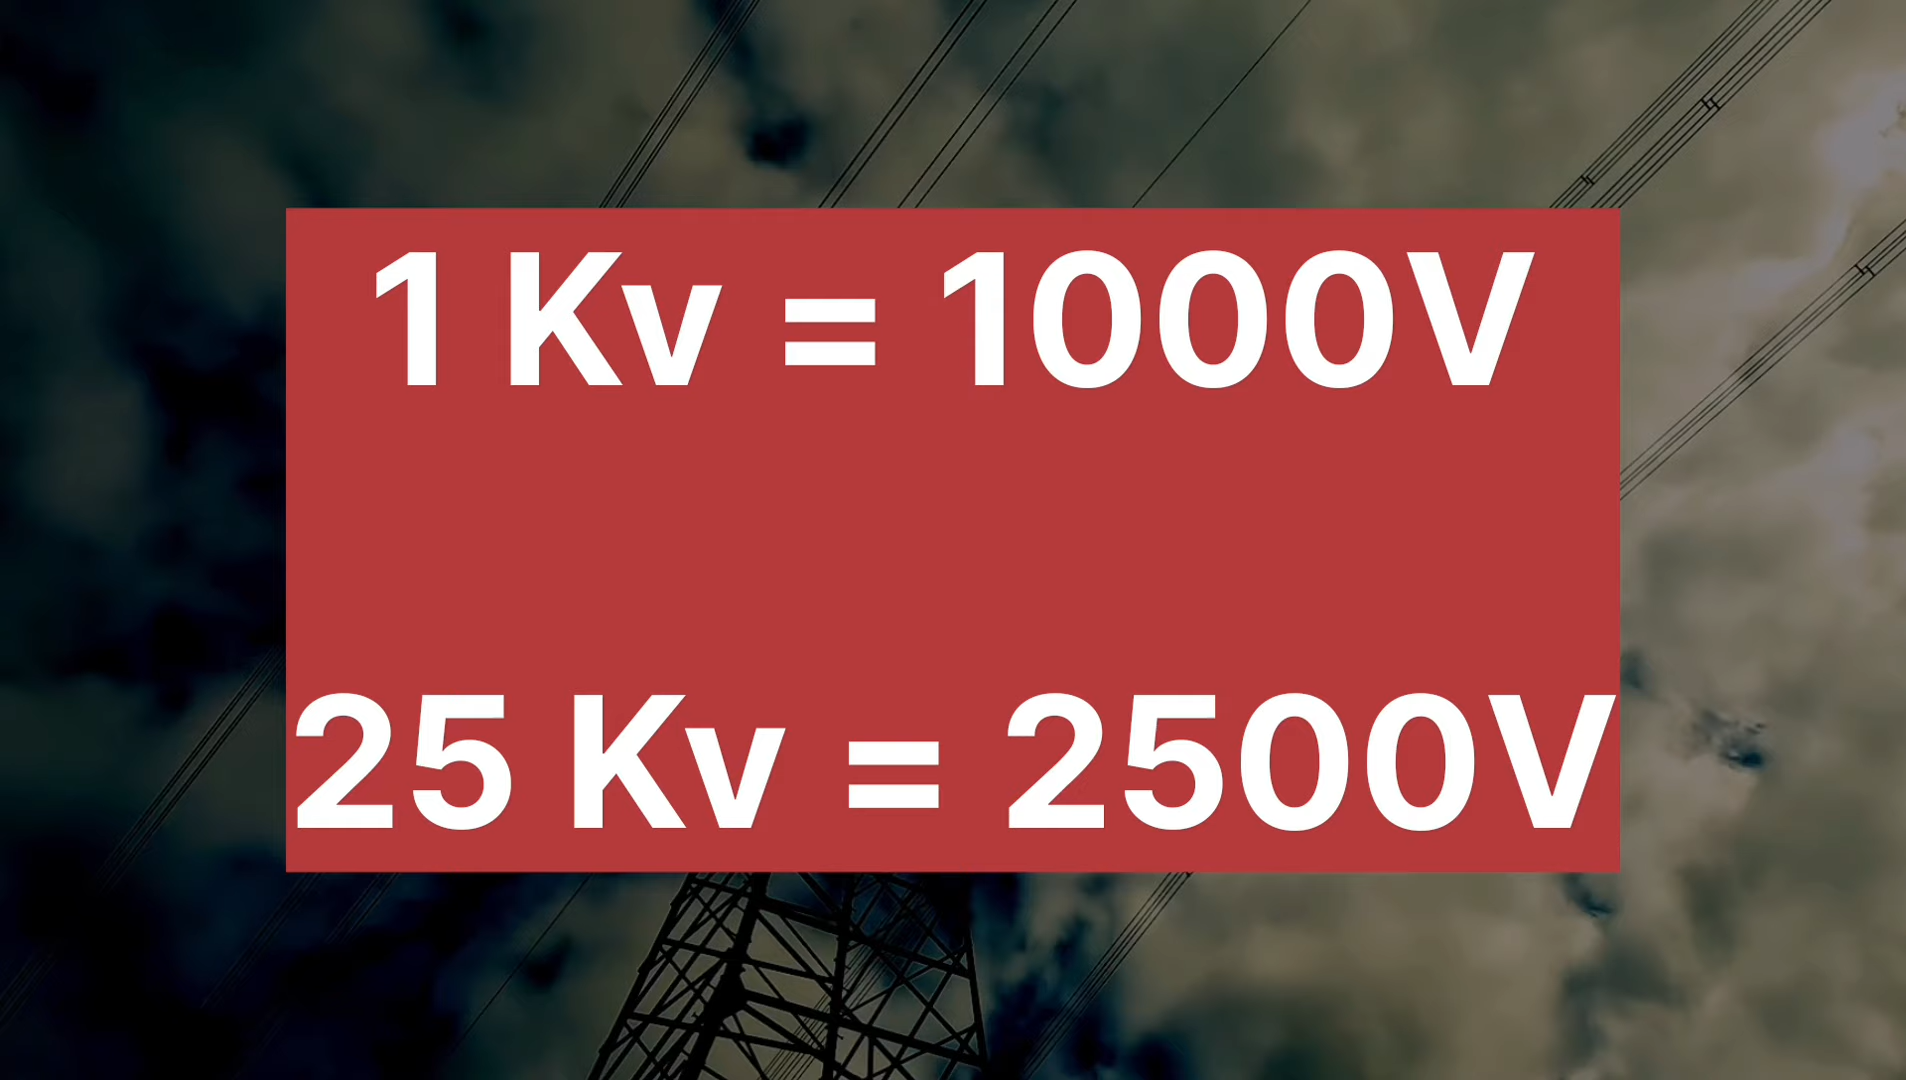 1 Kv = 1000V
25 Kv = 2500V